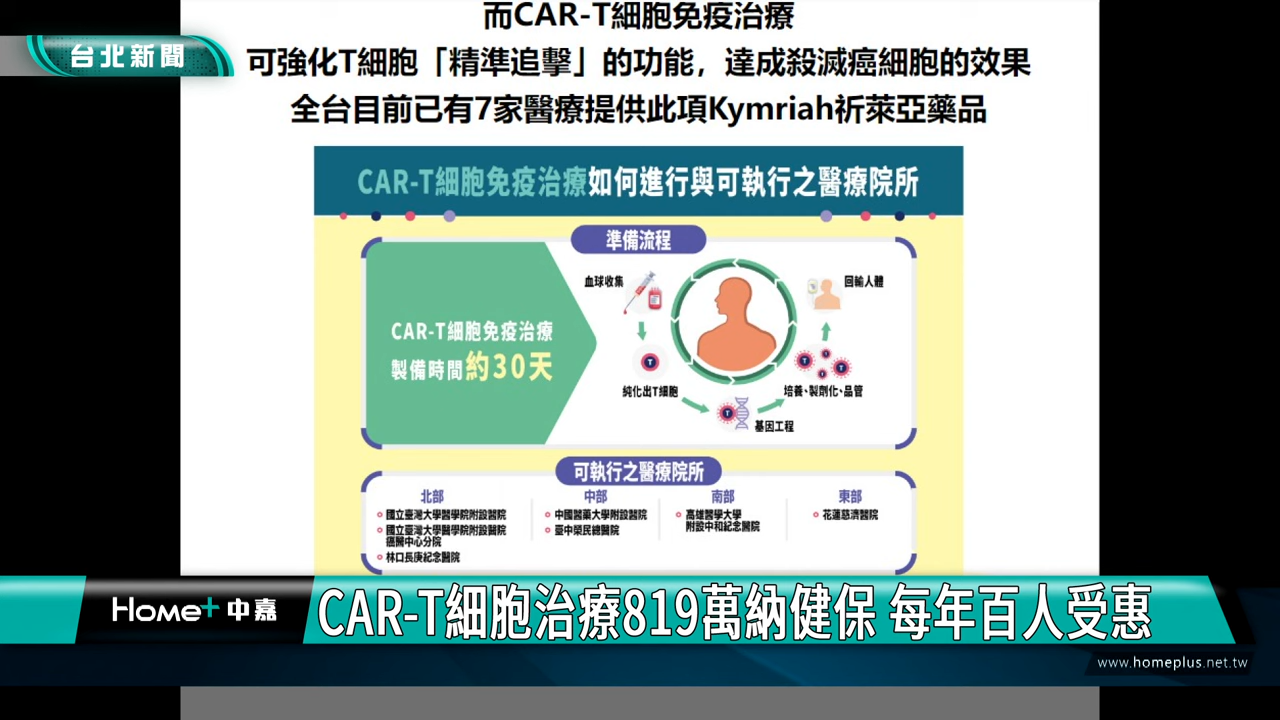 而CAR-T細胞免疫治療
台北新聞
可強化T細胞「精準追擊」的功能，達成殺滅癌細胞的效果
全台目前已有7家醫療提供此項Kymriah祈萊亞藥品
CAR-T細胞免疫治療如何進行與可執行之醫療院所
準備流程
血球收集
回輸人體
CAR-T細胞免疫治療
製備時間約30天
T
T
T
T
T
純化出T細胞
培養、製劑化、品管
T
基因工程
可執行之醫療院所
北部
國立臺灣大學醫學院附設醫院
國立臺灣大學醫學院附設醫院
癌醫中心分院
林口長庚紀念醫院
中部
中國醫藥大學附設醫院
臺中榮民總醫院
南部
高雄醫學大學
附設中和紀念醫院
東部
花蓮慈濟醫院
Home+中嘉
CAR-T細胞治療819萬納健保 每年百人受惠
www.homeplus.net.tw